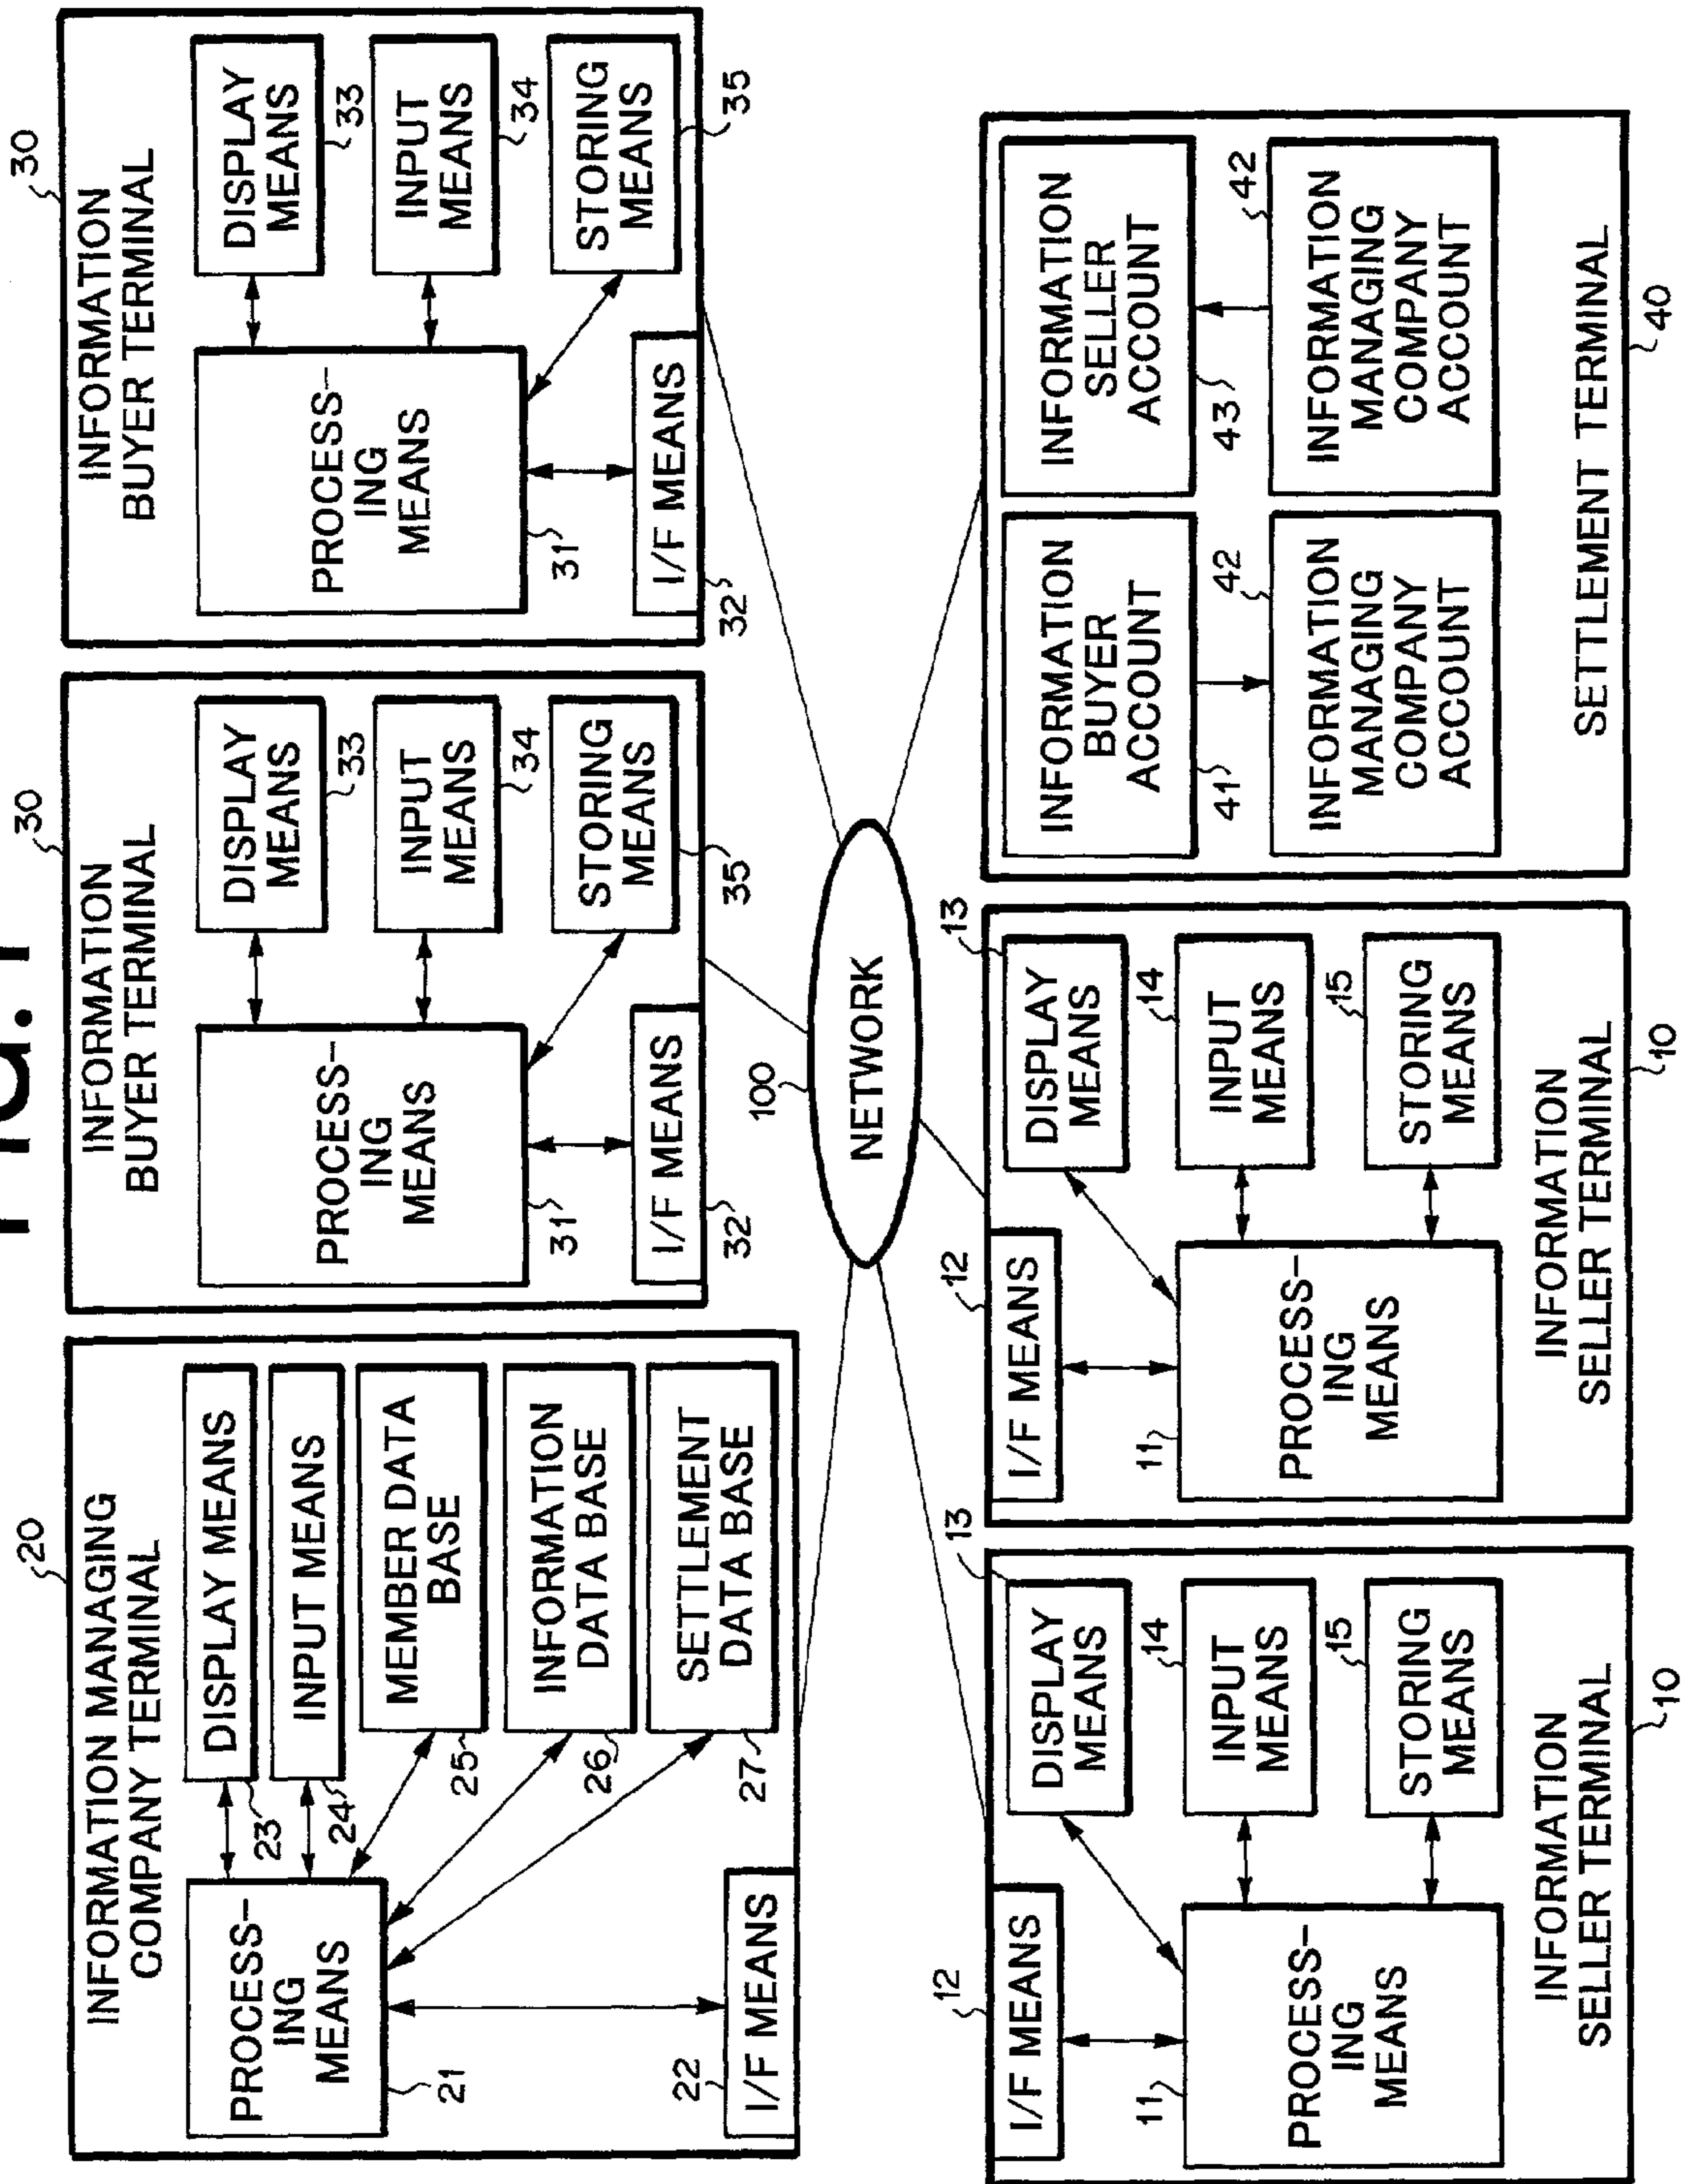 FIG. 1
20
INFORMATION MANAGING
COMPANY TERMINAL
PROCESS-
ING
MEANS
21
DISPLAY MEANS
23
INPUT MEANS
24
MEMBER DATA
BASE
25
INFORMATION
DATA BASE
26
SETTLEMENT
DATA BASE
27
22
I/F MEANS
30
INFORMATION
BUYER TERMINAL
PROCESS-
ING
MEANS
31
DISPLAY
MEANS
33
INPUT
MEANS
34
STORING
MEANS
35
I/F MEANS
32
30
INFORMATION
BUYER TERMINAL
PROCESS-
ING
MEANS
31
DISPLAY
MEANS
33
INPUT
MEANS
34
STORING
MEANS
35
I/F MEANS
32
100
NETWORK
12
I/F MEANS
13
DISPLAY
MEANS
14
INPUT
MEANS
15
STORING
MEANS
11
PROCESS-
ING
MEANS
INFORMATION
SELLER TERMINAL
10
12
I/F MEANS
13
DISPLAY
MEANS
14
INPUT
MEANS
15
STORING
MEANS
11
PROCESS-
ING
MEANS
INFORMATION
SELLER TERMINAL
10
INFORMATION
BUYER
ACCOUNT
41
42
INFORMATION
MANAGING
COMPANY
ACCOUNT
INFORMATION
SELLER
ACCOUNT
43
42
INFORMATION
MANAGING
COMPANY
ACCOUNT
SETTLEMENT TERMINAL
40